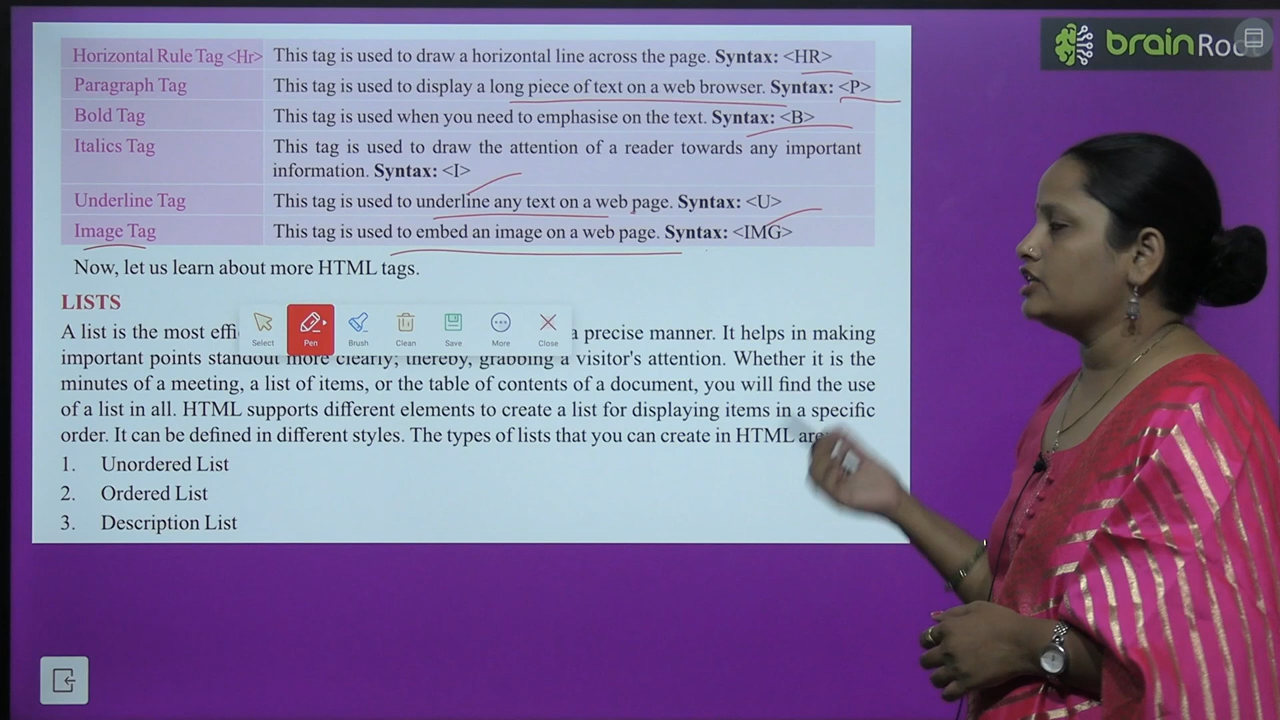 brainRoot
Horizontal Rule Tag <Hr> This tag is used to draw a horizontal line across the page. Syntax: <HR>
Paragraph Tag This tag is used to display a long piece of text on a web browser. Syntax: <P>
Bold Tag This tag is used when you need to emphasise on the text. Syntax: <B>
Italics Tag This tag is used to draw the attention of a reader towards any important
information. Syntax: <I>
Underline Tag This tag is used to underline any text on a web page. Syntax: <U>
Image Tag This tag is used to embed an image on a web page. Syntax: <IMG>
Now, let us learn about more HTML tags.
LISTS
A list is the most effi a precise manner. It helps in making
Select Pen Brush Clean Save More Close
important points standout more clearly; thereby, grabbing a visitor's attention. Whether it is the
minutes of a meeting, a list of items, or the table of contents of a document, you will find the use
of a list in all. HTML supports different elements to create a list for displaying items in a specific
order. It can be defined in different styles. The types of lists that you can create in HTML are
1. Unordered List
2. Ordered List
3. Description List